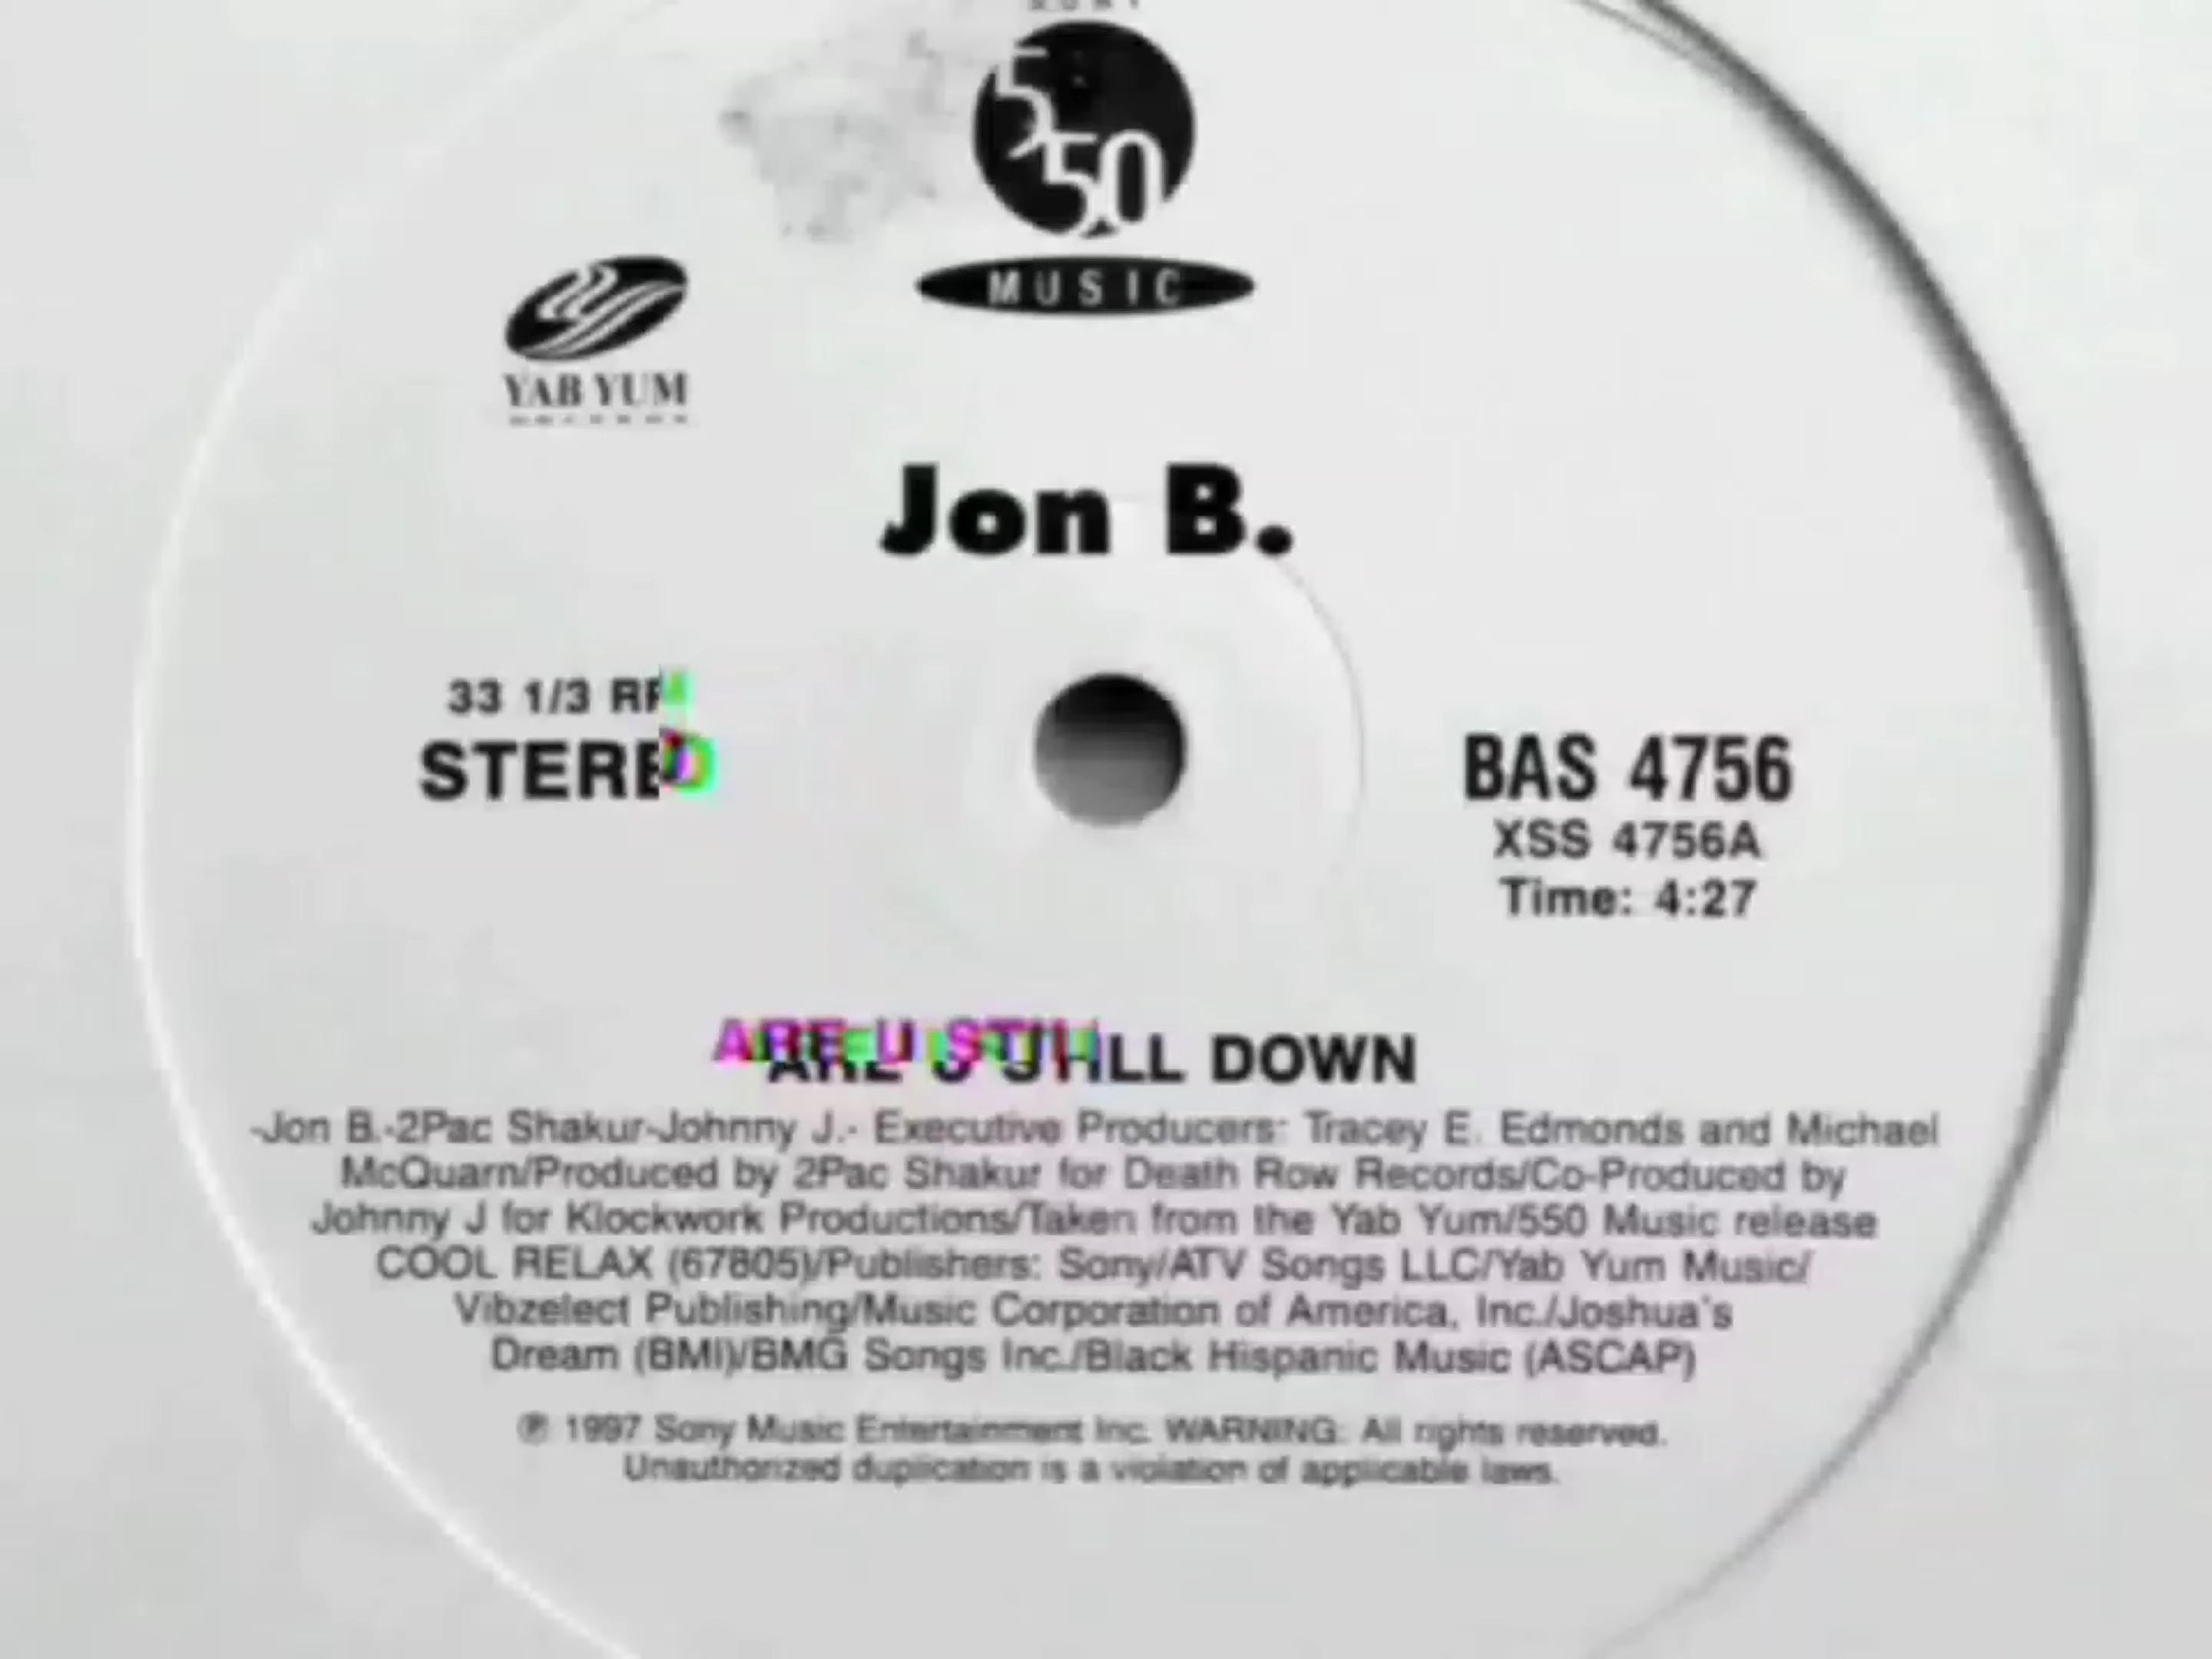 SONY
550
MUSIC
YAB YUM
RECORDS
Jon B.
33 1/3 RPM
STEREO
BAS 4756
XSS 4756A
Time: 4:27
ARE U STILL DOWN
-Jon B.-2Pac Shakur-Johnny J.- Executive Producers: Tracey E. Edmonds and Michael
McQuarn/Produced by 2Pac Shakur for Death Row Records/Co-Produced by
Johnny J for Klockwork Productions/Taken from the Yab Yum/550 Music release
COOL RELAX (67805)/Publishers: Sony/ATV Songs LLC/Yab Yum Music/
Vibzelect Publishing/Music Corporation of America, Inc./Joshua's
Dream (BMI)/BMG Songs Inc./Black Hispanic Music (ASCAP)
℗ 1997 Sony Music Entertainment Inc. WARNING: All rights reserved.
Unauthorized duplication is a violation of applicable laws.